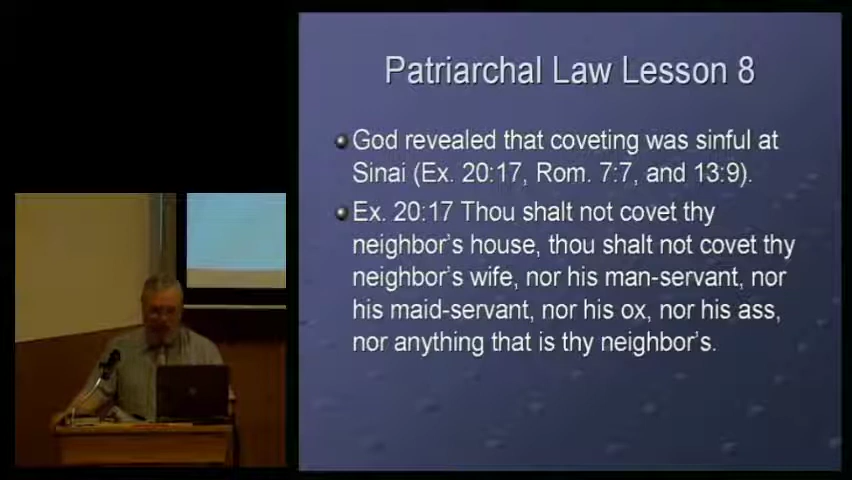 Patriarchal Law Lesson 8
God revealed that coveting was sinful at
Sinai (Ex. 20:17, Rom. 7:7, and 13:9).
Ex. 20:17 Thou shalt not covet thy
neighbor's house, thou shalt not covet thy
neighbor's wife, nor his man-servant, nor
his maid-servant, nor his ox, nor his ass,
nor anything that is thy neighbor's.